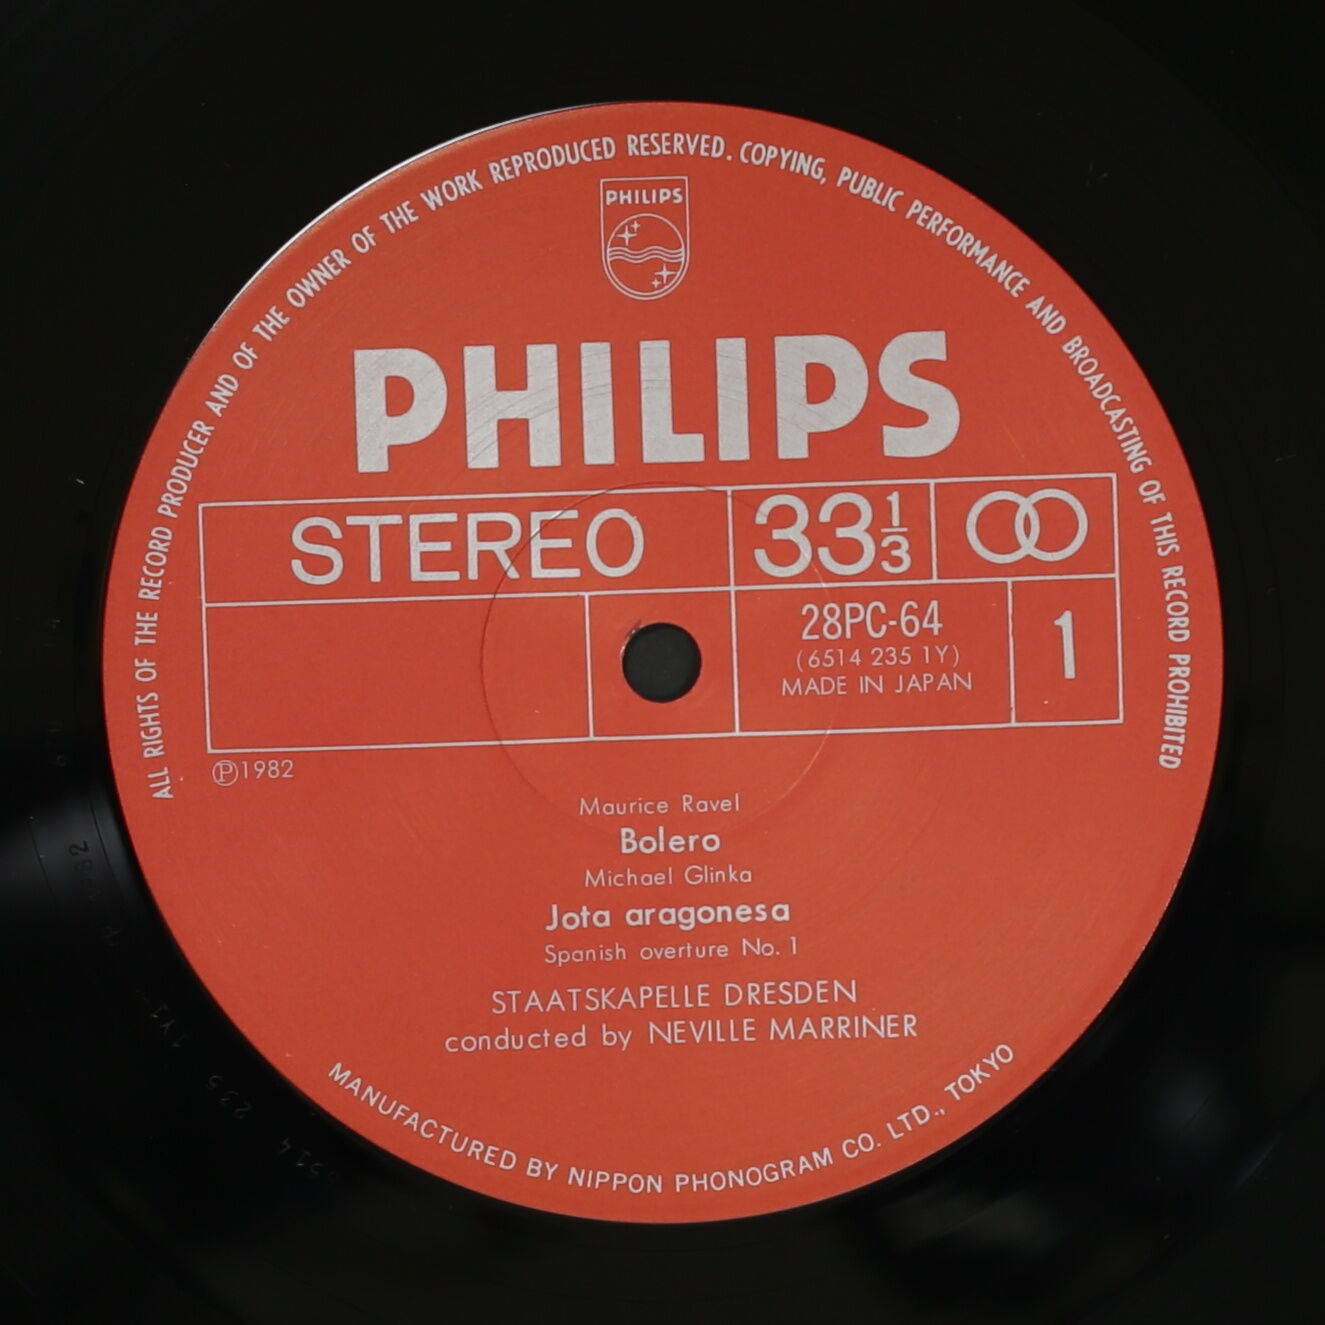 ALL RIGHTS OF THE RECORD PRODUCER AND OF THE OWNER OF THE WORK REPRODUCED RESERVED. COPYING, PUBLIC PERFORMANCE AND BROADCASTING OF THIS RECORD PROHIBITED
PHILIPS
PHILIPS
STEREO
33 1/3
28PC-64
(6514 235 1Y)
MADE IN JAPAN
1
Ⓟ1982
Maurice Ravel
Bolero
Michael Glinka
Jota aragonesa
Spanish overture No. 1
STAATSKAPELLE DRESDEN
conducted by NEVILLE MARRINER
MANUFACTURED BY NIPPON PHONOGRAM CO. LTD., TOKYO